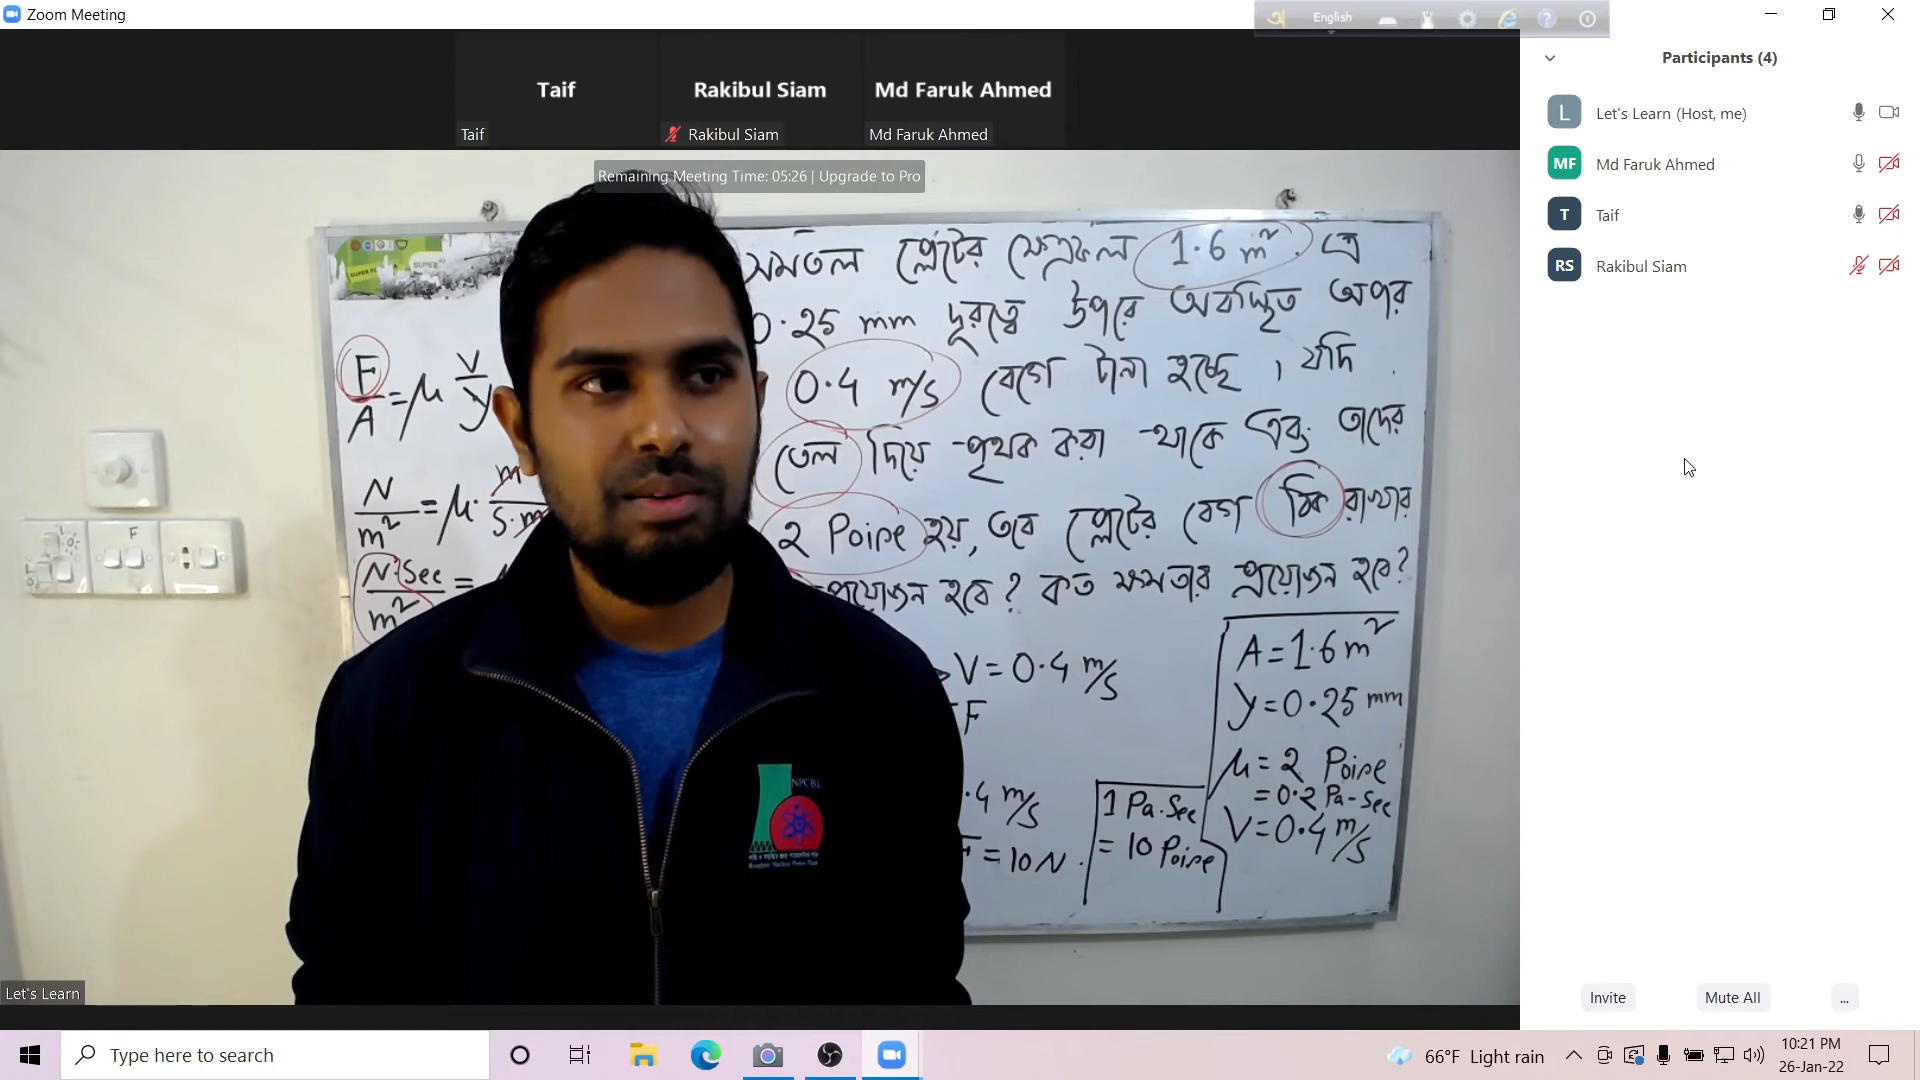 Zoom Meeting
English
Taif
Rakibul Siam
Md Faruk Ahmed
Taif
Rakibul Siam
Md Faruk Ahmed
Remaining Meeting Time: 05:26 | Upgrade to Pro
Participants (4)
L
Let's Learn (Host, me)
MF
Md Faruk Ahmed
T
Taif
RS
Rakibul Siam
সমতল প্লেটের ক্ষেত্রফল 1.6 m². এ
0.25 mm দূরত্বে উপরে অবস্থিত অপর
0.4 m/s বেগে টানা হচ্ছে । যদি
তেল দিয়ে পৃথক করা থাকে এবং তাদের
2 Poise হয়, তবে প্লেটের বেগ ঠিক রাখার
প্রয়োজন হবে? কত ক্ষমতার প্রয়োজন হবে?
F/A = μ V/y
N/m² = μ. m/S.m
N.Sec/m² =
V = 0.4 m/s
F
.4 m/s
F = 10 N.
1 Pa.Sec
= 10 Poise
A = 1.6 m²
y = 0.25 mm
μ = 2 Poise
= 0.2 Pa-Sec
V = 0.4 m/s
NPCBL
Let's Learn
Invite
Mute All
...
Type here to search
66°F Light rain
10:21 PM
26-Jan-22